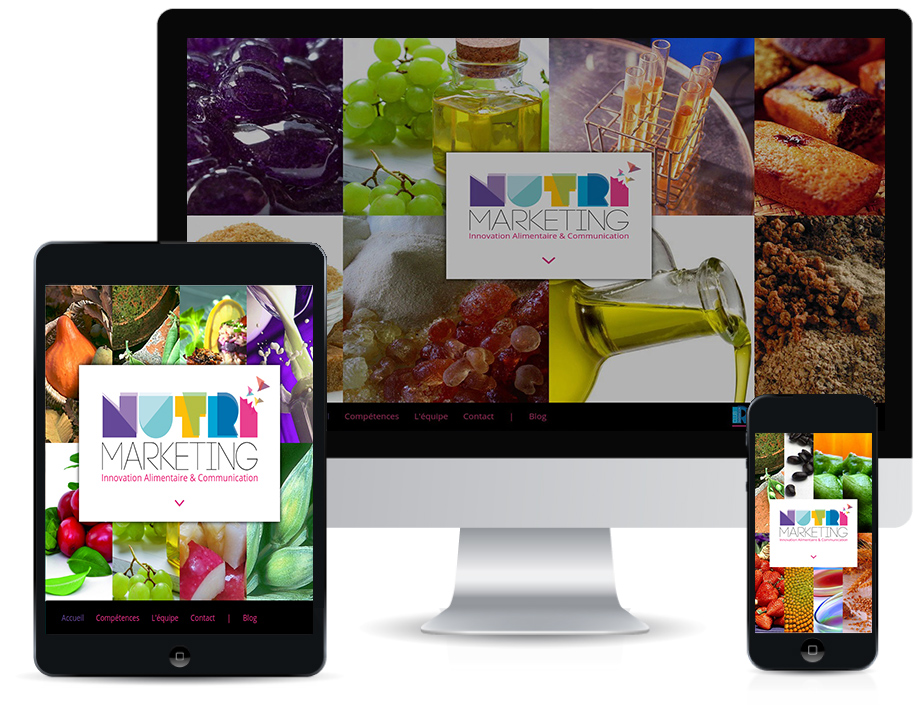 NUTRI
MARKETING
Innovation Alimentaire & Communication
Compétences L'équipe Contact | Blog
NUTRI
MARKETING
Innovation Alimentaire & Communication
Accueil Compétences L'équipe Contact | Blog
NUTRI
MARKETING
Innovation Alimentaire & Communication